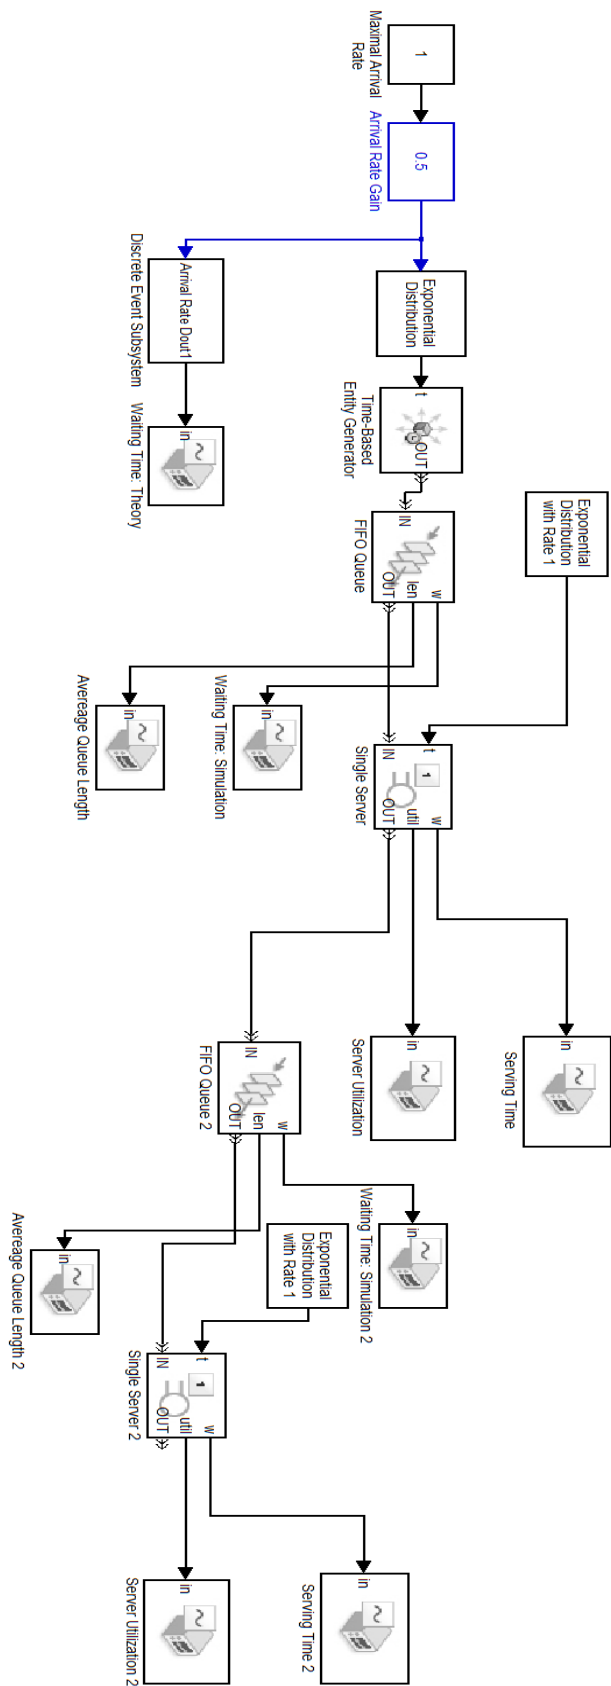 1
Maximal Arrival
Rate
0.5
Arrival Rate Gain
Exponential
Distribution
Arrival Rate Dout1
Discrete Event Subsystem
t
OUT
Time-Based
Entity Generator
in
Waiting Time: Theory
Exponential
Distribution
with Rate 1
w
len
IN
OUT
FIFO Queue
in
Waiting Time: Simulation
in
Avereage Queue Length
t
1
w
util
IN
OUT
Single Server
in
Serving Time
in
Server Utilization
w
len
IN
OUT
FIFO Queue 2
in
Waiting Time: Simulation 2
Exponential
Distribution
with Rate 1
in
Avereage Queue Length 2
t
1
w
util
IN
OUT
Single Server 2
in
Serving Time 2
in
Server Utilization 2